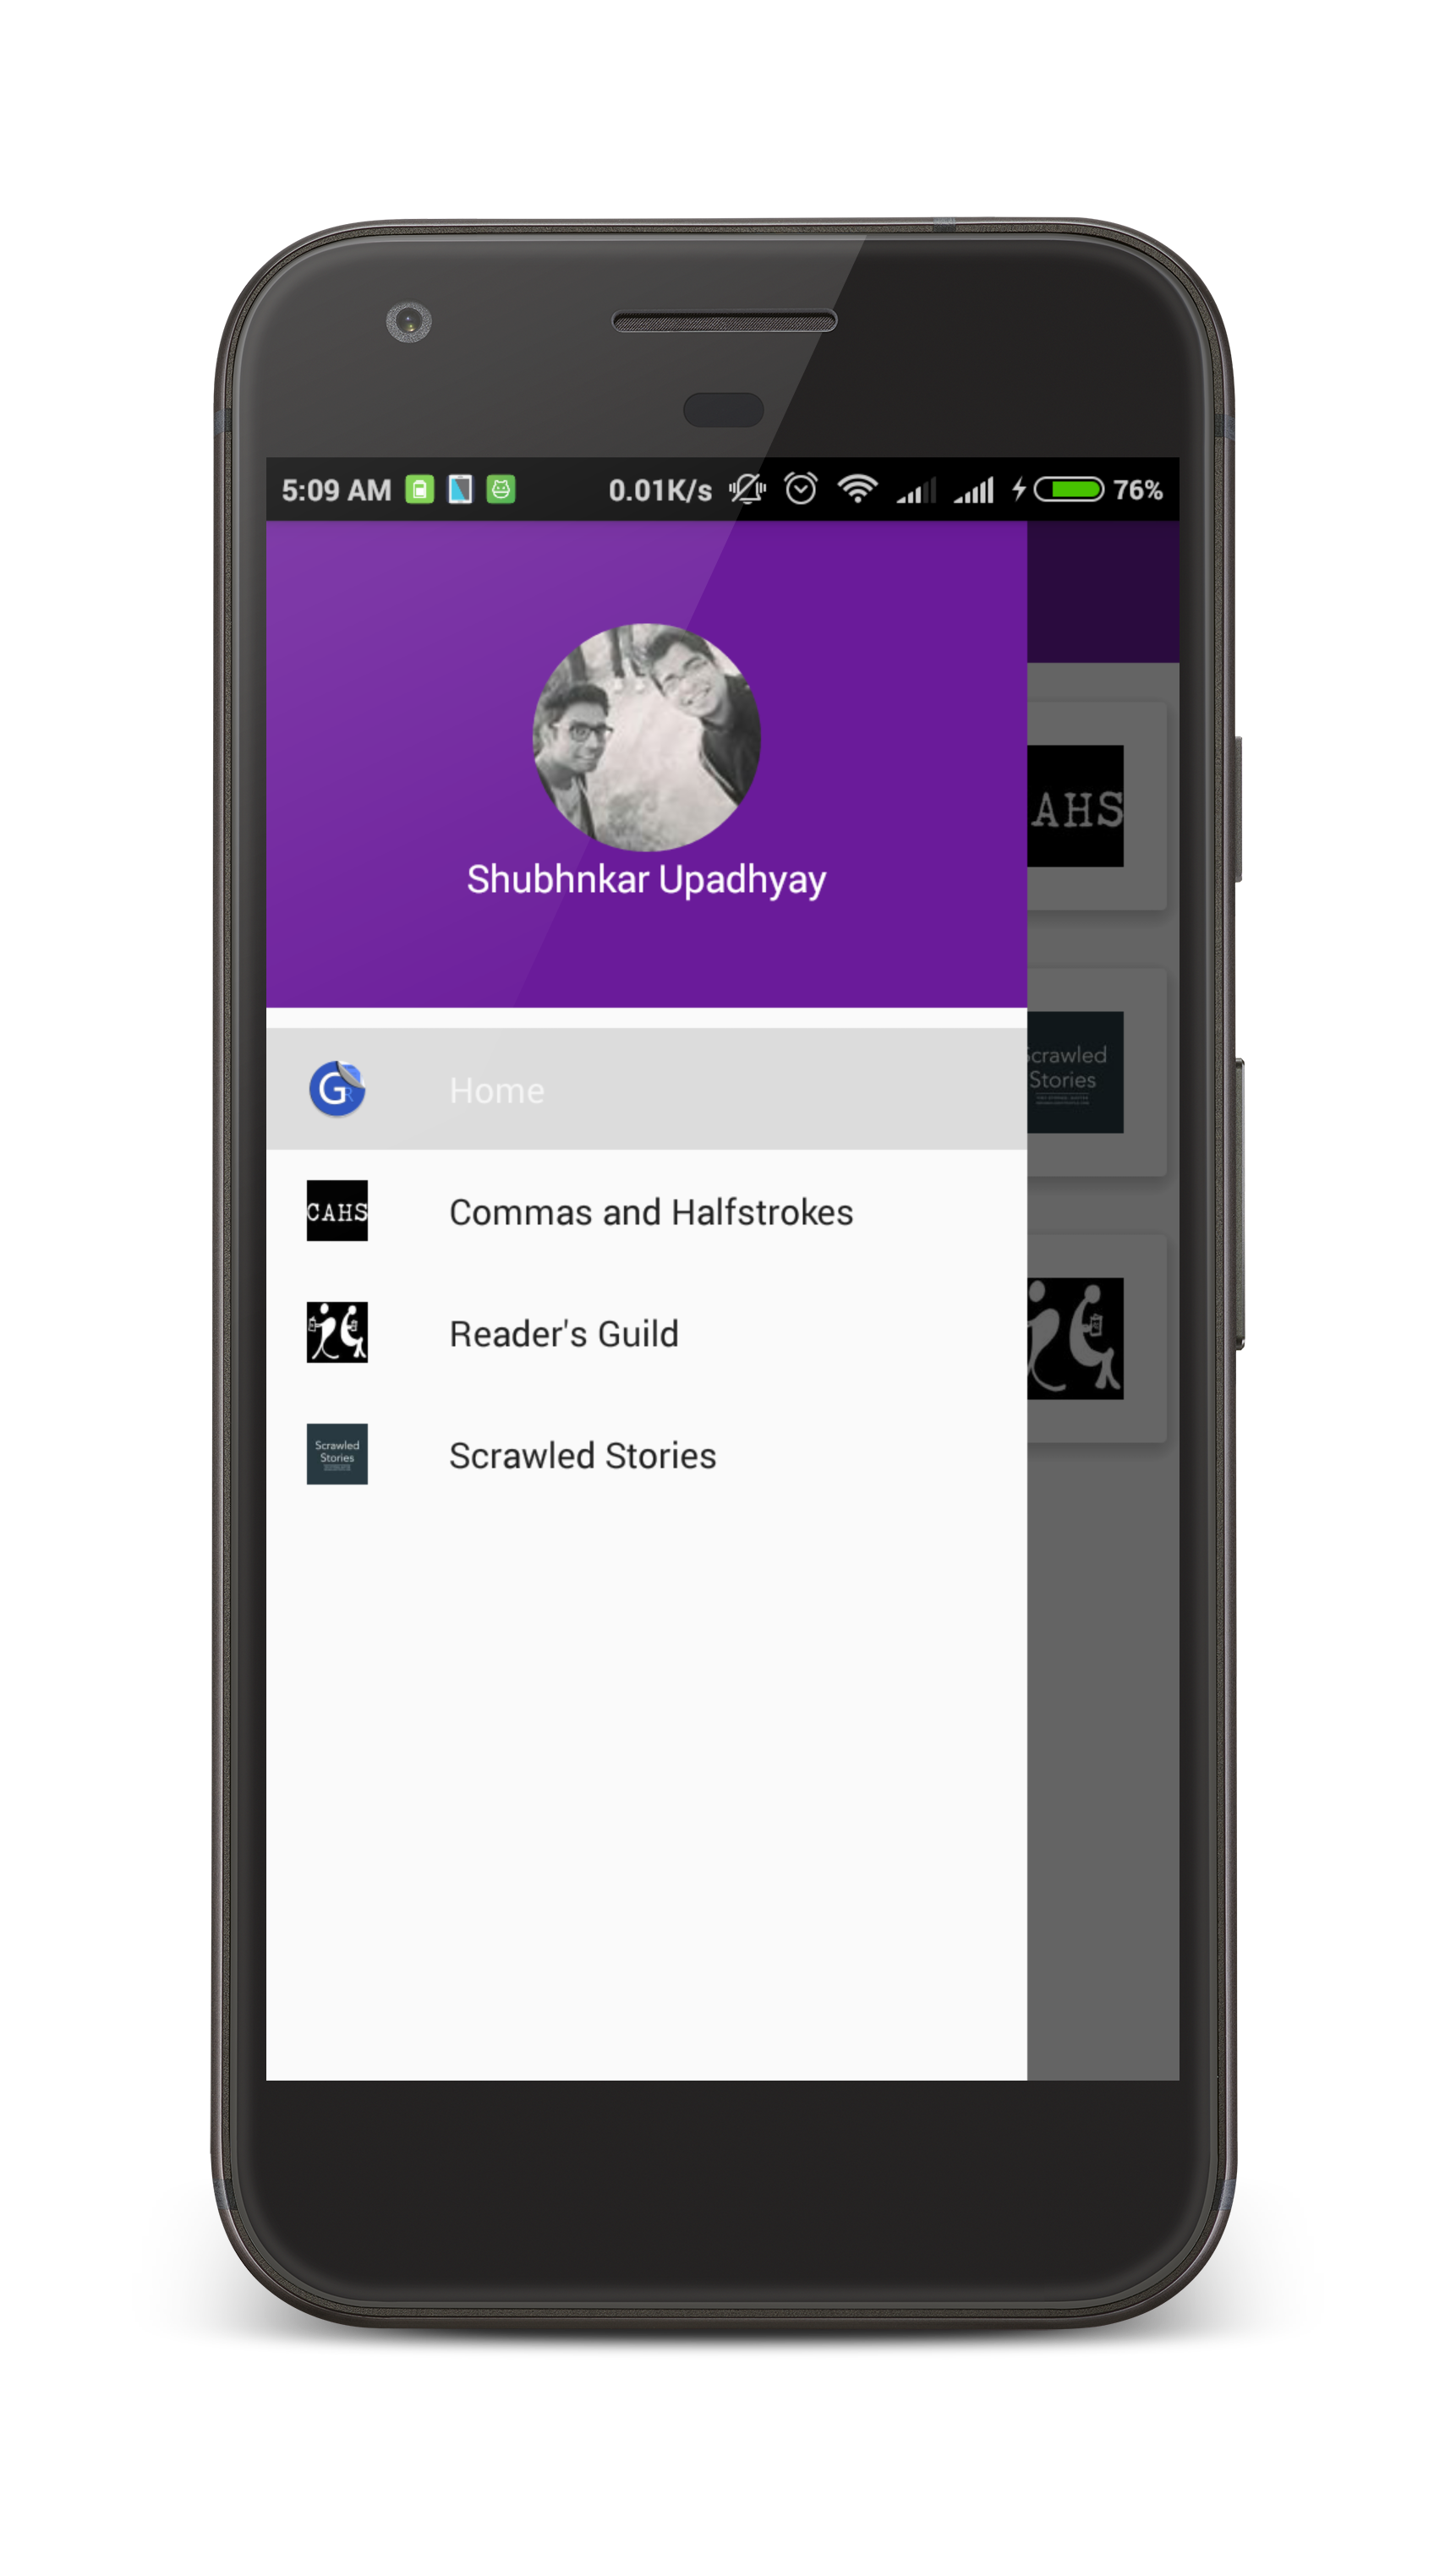 5:09 AM 0.01K/s 76%
Shubhnkar Upadhyay
AHS
G
Home
Scrawled
Stories
CAHS
Commas and Halfstrokes
Reader's Guild
Scrawled
Stories
Scrawled Stories